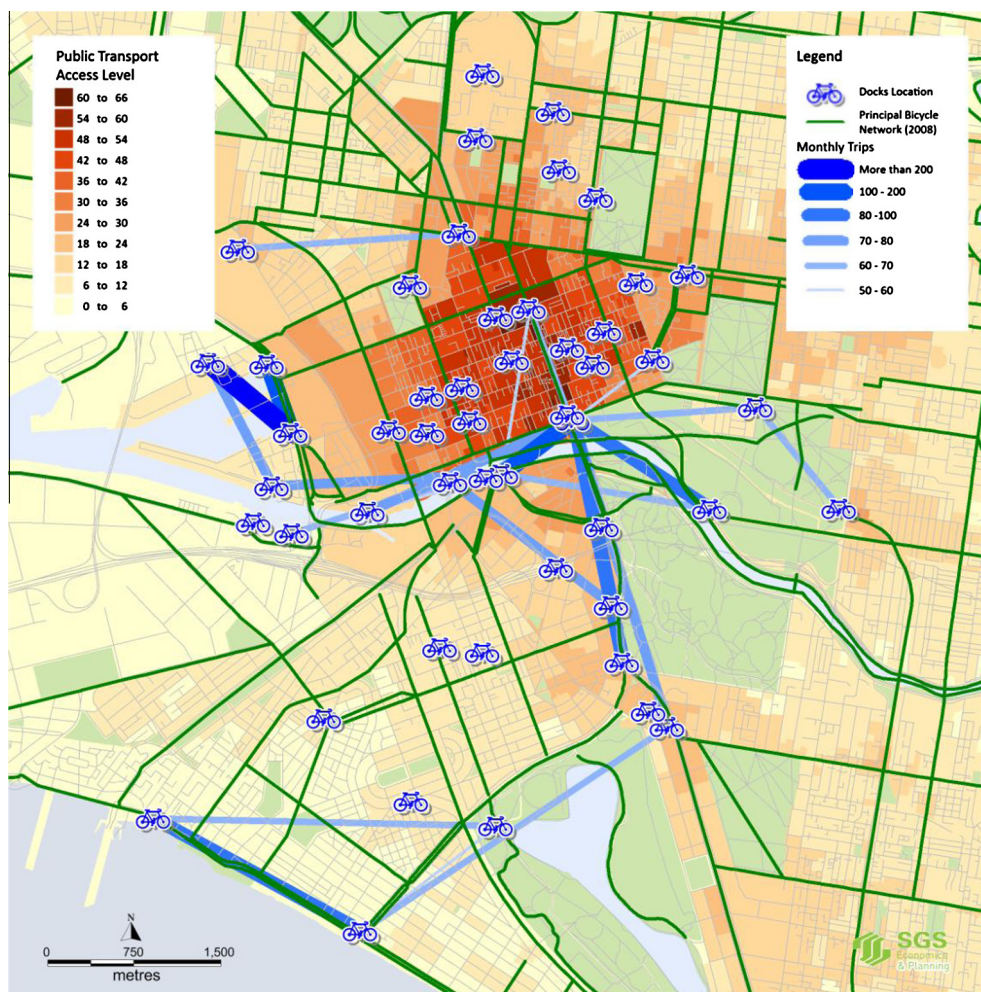 Public Transport
Access Level
60 to 66
54 to 60
48 to 54
42 to 48
36 to 42
30 to 36
24 to 30
18 to 24
12 to 18
6 to 12
0 to 6
Legend
Docks Location
Principal Bicycle
Network (2008)
Monthly Trips
More than 200
100 - 200
80 -100
70 - 80
60 - 70
50 - 60
N
0 750 1,500
metres
SGS
Economics
& Planning